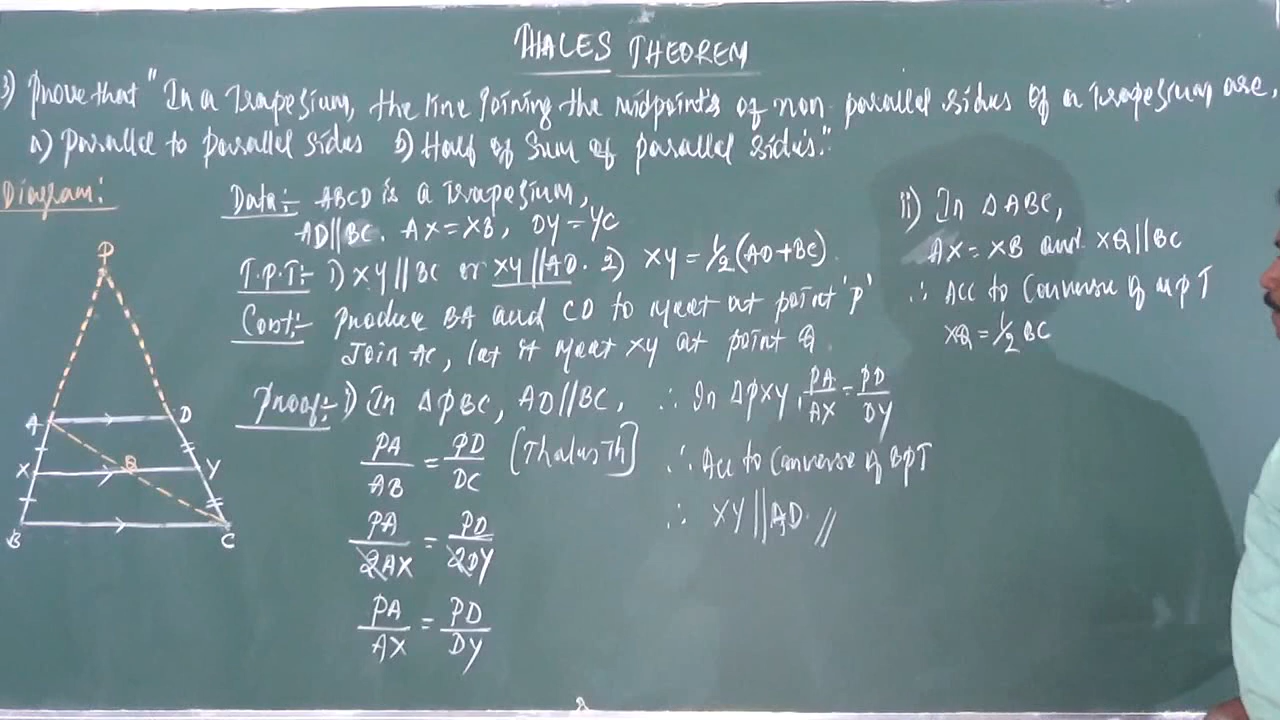 THALES THEOREM
3) Prove that "In a Trapezium, the line joining the midpoint's of non parallel sides of a trapezium are,
a) parallel to parallel sides b) Half of Sum of parallel sides."
Diagram:
P
A
D
X
Q
Y
B
C
Data:- ABCD is a trapezium,
AD∥BC. AX=XB, DY=YC
T.P.T:- 1) XY∥BC or XY∥AD. 2) XY=1/2(AD+BC)
Const:- Produce BA and CD to meet at point 'P'
Join AC, let it meet XY at point Q.
Proof:- i) In ΔPBC, AD∥BC,
PA/AB = PD/DC [Thales Th]
PA/2AX = PD/2DY
PA/AX = PD/DY
∴ In ΔPXY, PA/AX = PD/DY
∴ Acc to Converse of BPT
∴ XY∥AD. //
ii) In ΔABC,
AX=XB and XQ∥BC
∴ Acc to Converse of mpT
XQ=1/2 BC